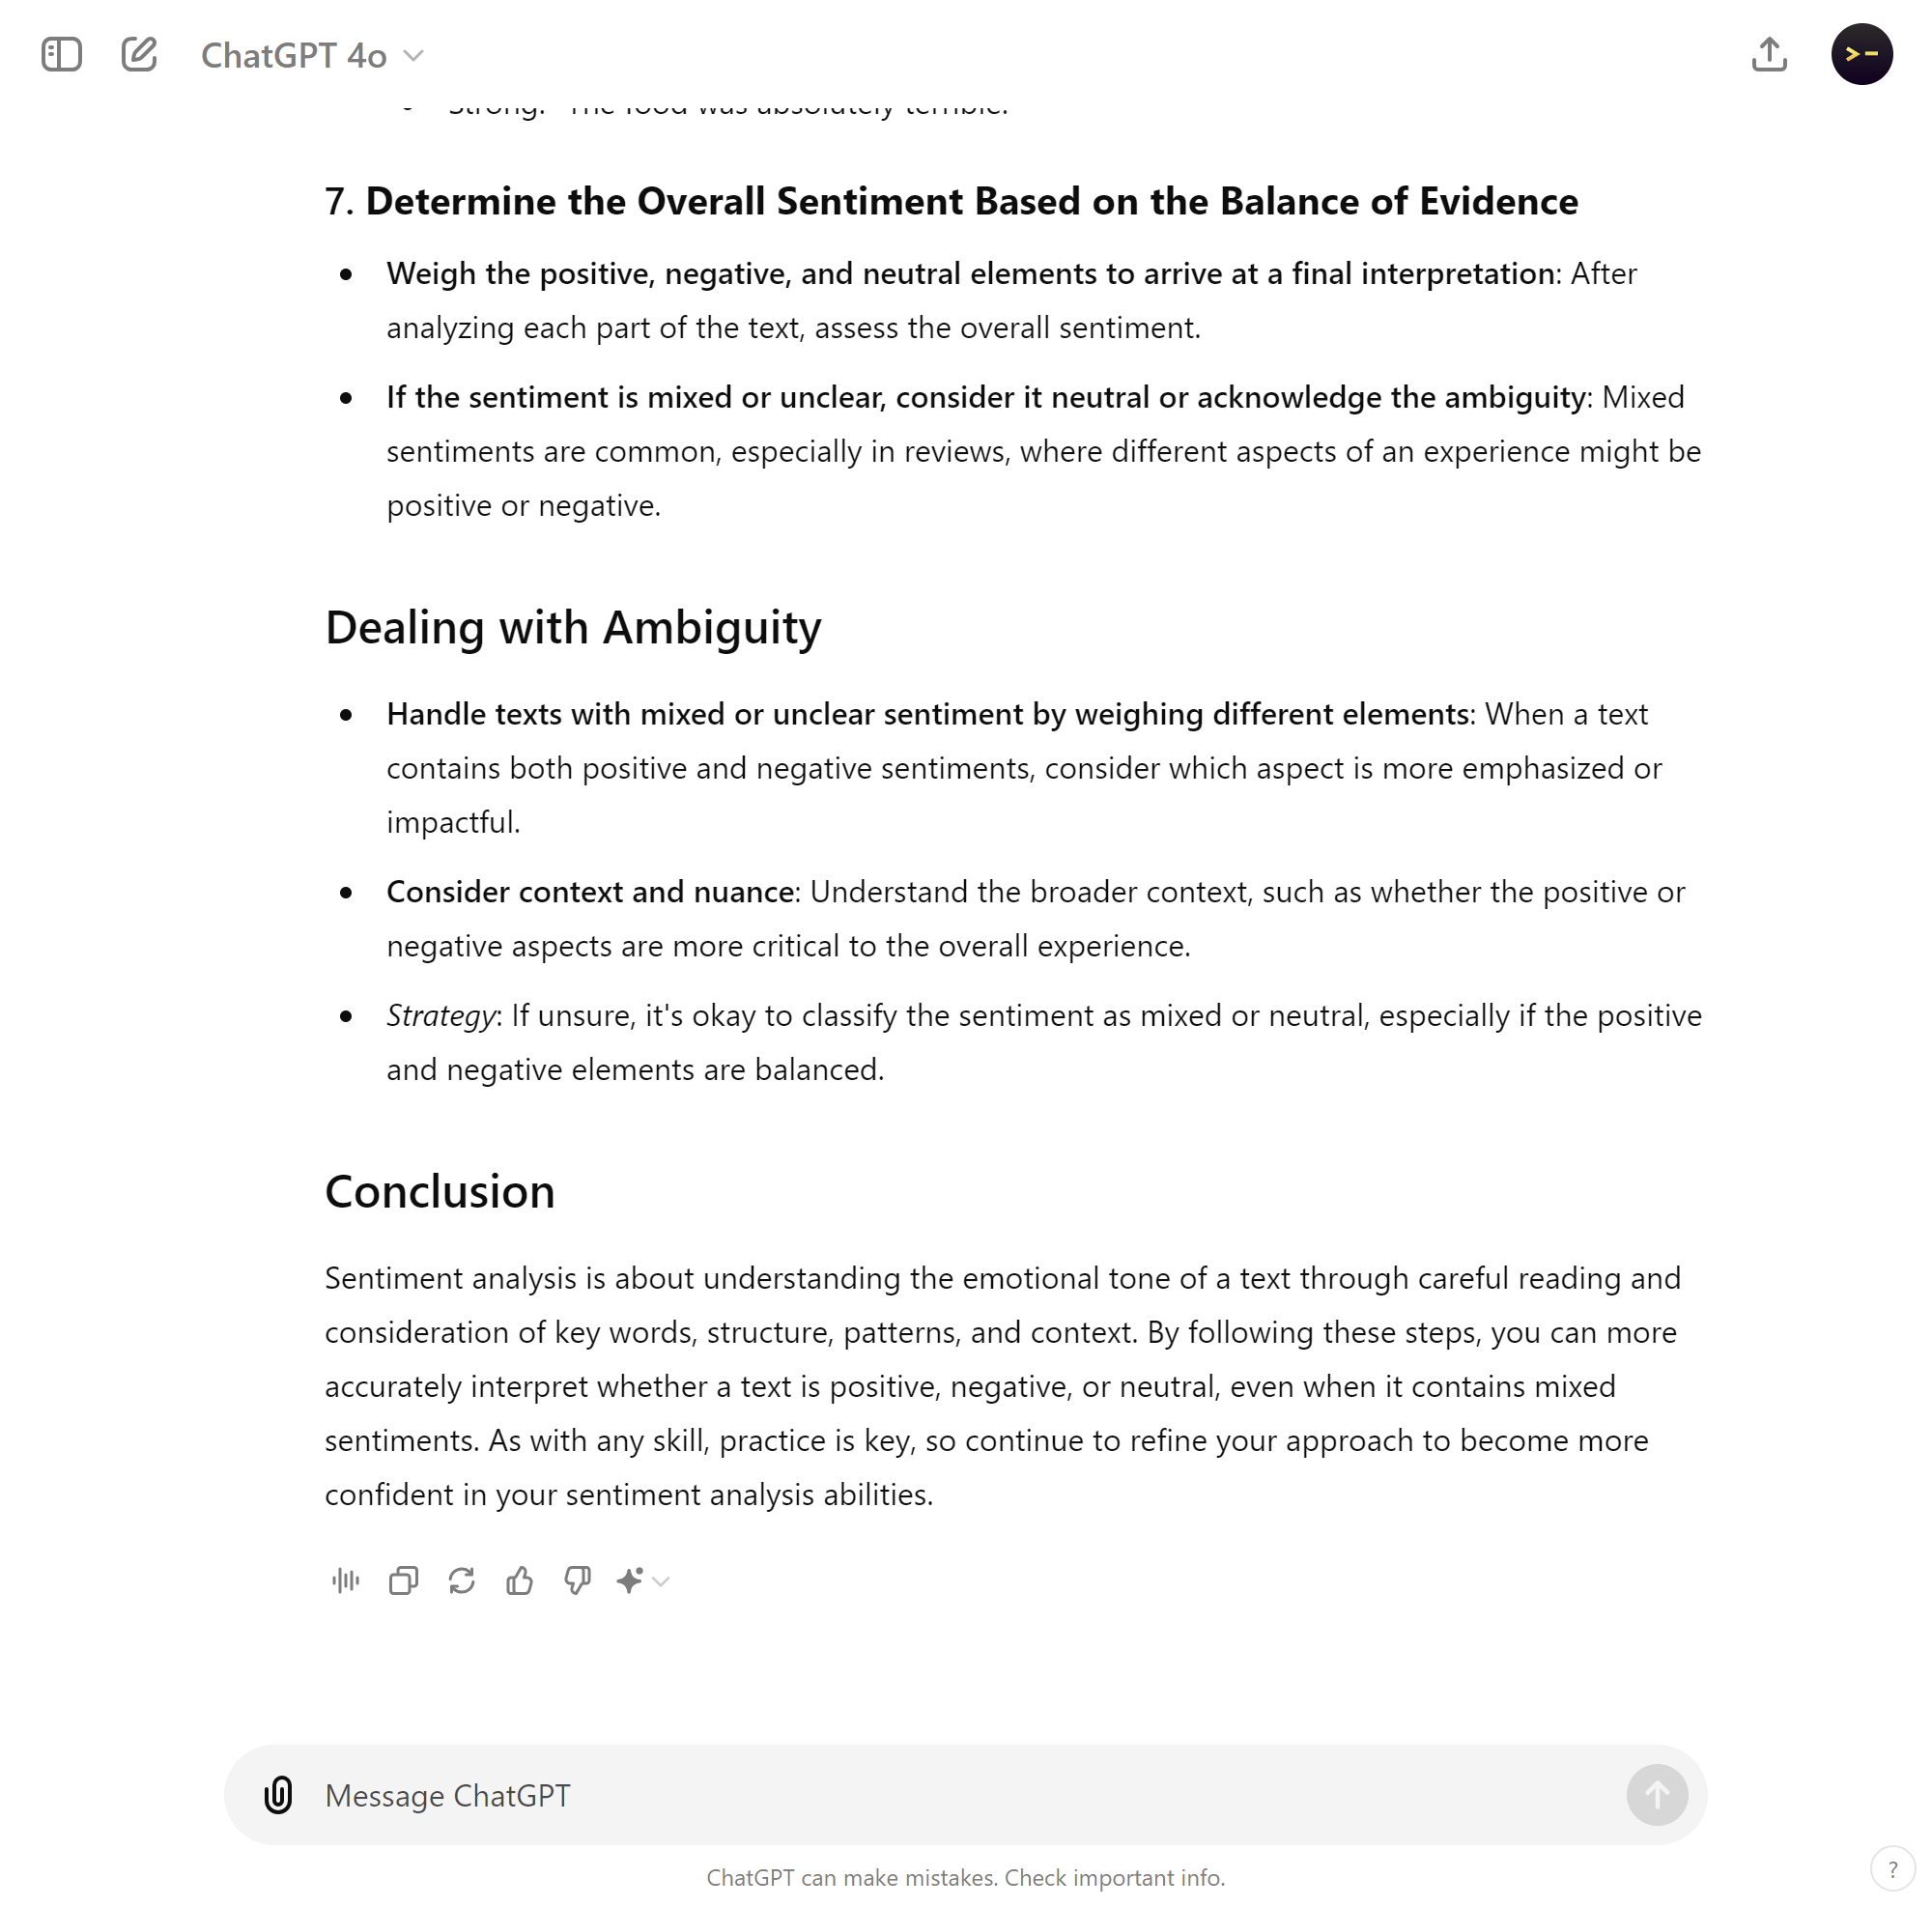 ChatGPT 4o
Strong: "The food was absolutely terrible."
7. Determine the Overall Sentiment Based on the Balance of Evidence
Weigh the positive, negative, and neutral elements to arrive at a final interpretation: After
analyzing each part of the text, assess the overall sentiment.
If the sentiment is mixed or unclear, consider it neutral or acknowledge the ambiguity: Mixed
sentiments are common, especially in reviews, where different aspects of an experience might be
positive or negative.
Dealing with Ambiguity
Handle texts with mixed or unclear sentiment by weighing different elements: When a text
contains both positive and negative sentiments, consider which aspect is more emphasized or
impactful.
Consider context and nuance: Understand the broader context, such as whether the positive or
negative aspects are more critical to the overall experience.
Strategy: If unsure, it's okay to classify the sentiment as mixed or neutral, especially if the positive
and negative elements are balanced.
Conclusion
Sentiment analysis is about understanding the emotional tone of a text through careful reading and
consideration of key words, structure, patterns, and context. By following these steps, you can more
accurately interpret whether a text is positive, negative, or neutral, even when it contains mixed
sentiments. As with any skill, practice is key, so continue to refine your approach to become more
confident in your sentiment analysis abilities.
Message ChatGPT
ChatGPT can make mistakes. Check important info.
?